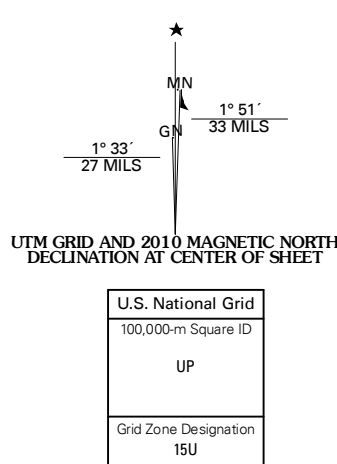 MN
GN
1° 51´
33 MILS
1° 33´
27 MILS
UTM GRID AND 2010 MAGNETIC NORTH
DECLINATION AT CENTER OF SHEET
U.S. National Grid
100,000-m Square ID
UP
Grid Zone Designation
15U